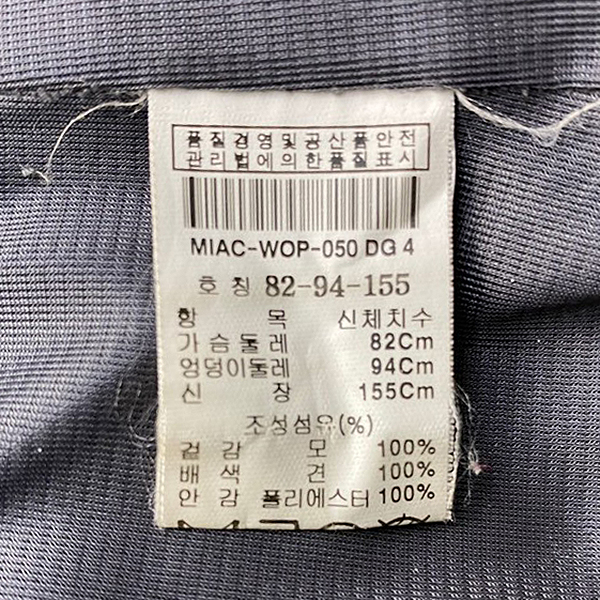 품질경영및공산품안전
관리법에의한품질표시
MIAC-WOP-050 DG 4
호 칭 82-94-155
항 목 신체치수
가슴둘레 82Cm
엉덩이둘레 94Cm
신 장 155Cm
조성섬유(%)
겉 감 모 100%
배 색 견 100%
안 감 폴리에스터 100%